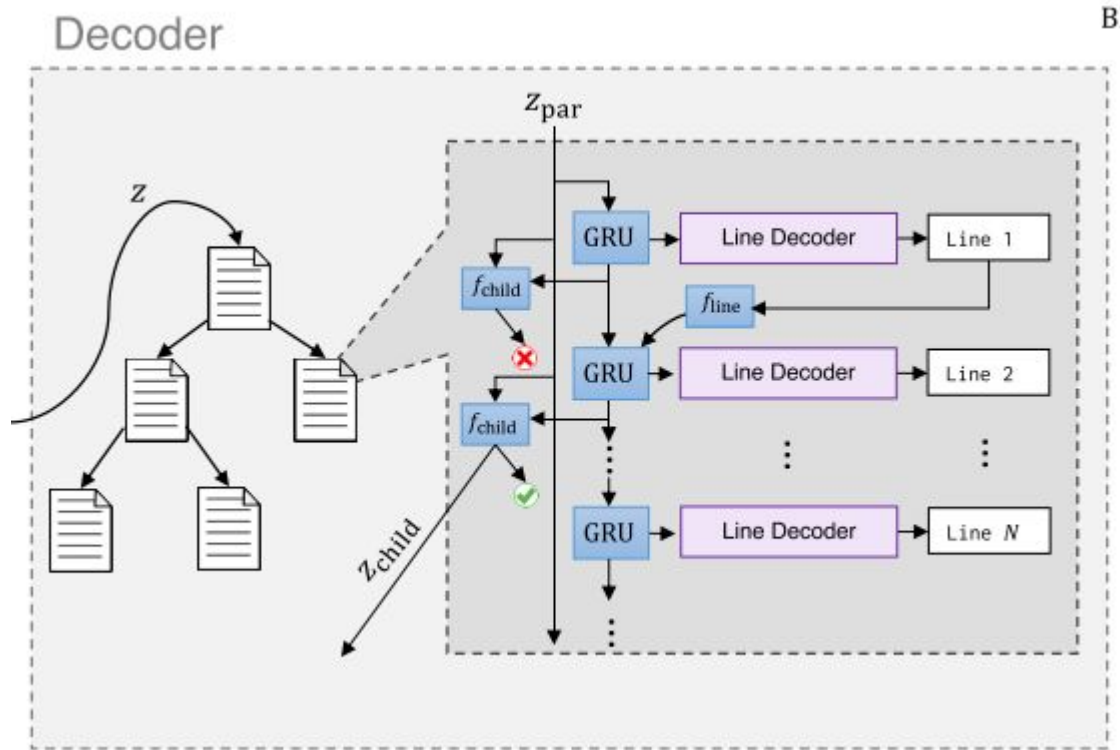 B
Decoder
z_par
z
GRU
Line Decoder
Line 1
f_child
f_line
GRU
Line Decoder
Line 2
f_child
GRU
Line Decoder
Line N
z_child